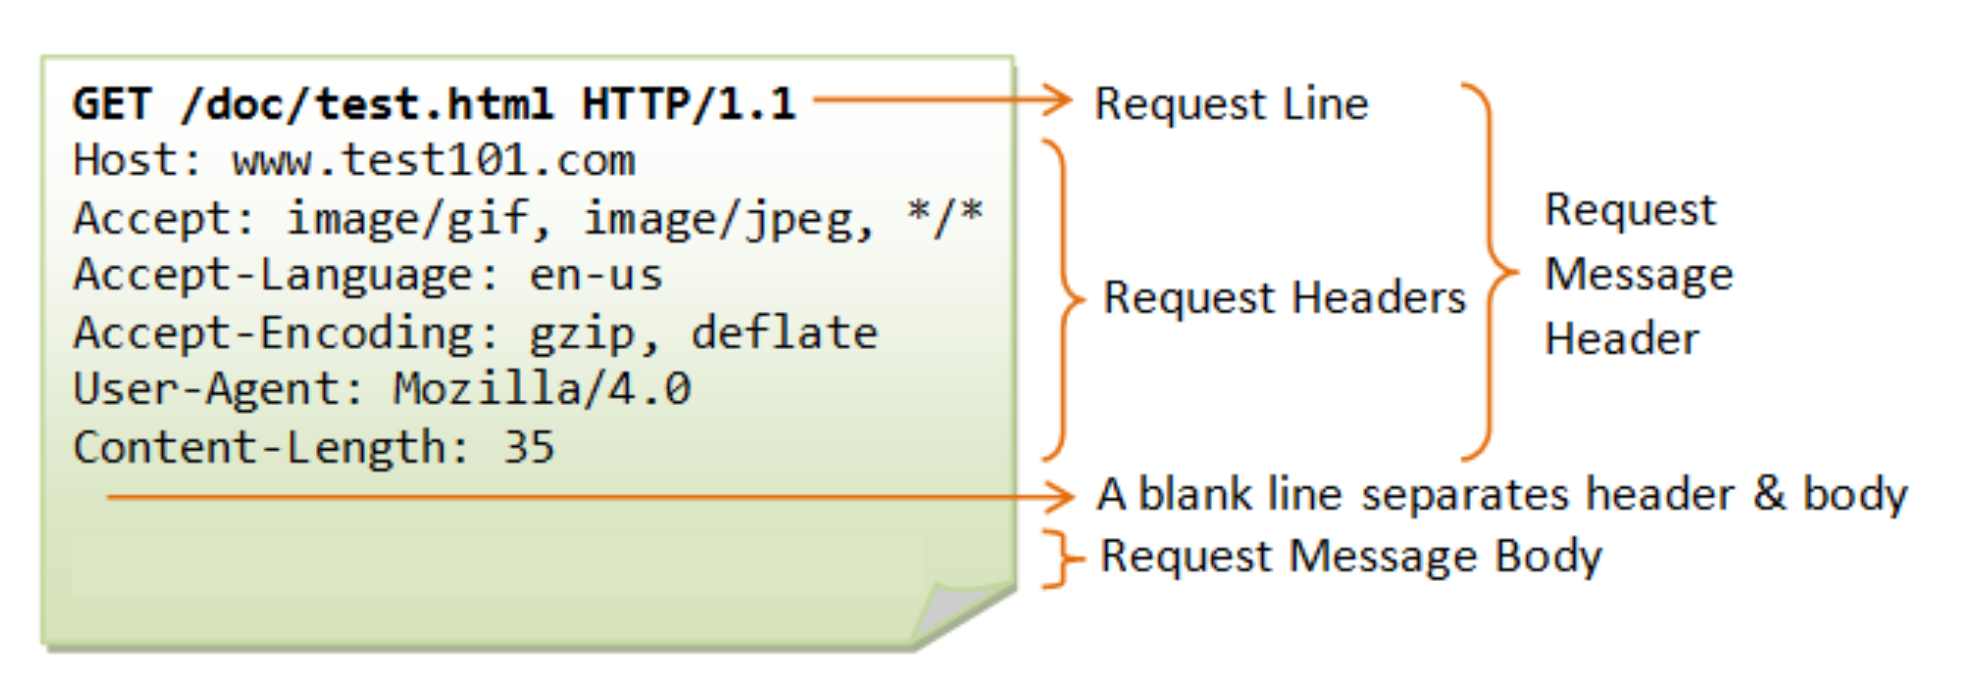 GET /doc/test.html HTTP/1.1
Host: www.test101.com
Accept: image/gif, image/jpeg, */*
Accept-Language: en-us
Accept-Encoding: gzip, deflate
User-Agent: Mozilla/4.0
Content-Length: 35
Request Line
Request Headers
Request
Message
Header
A blank line separates header & body
Request Message Body